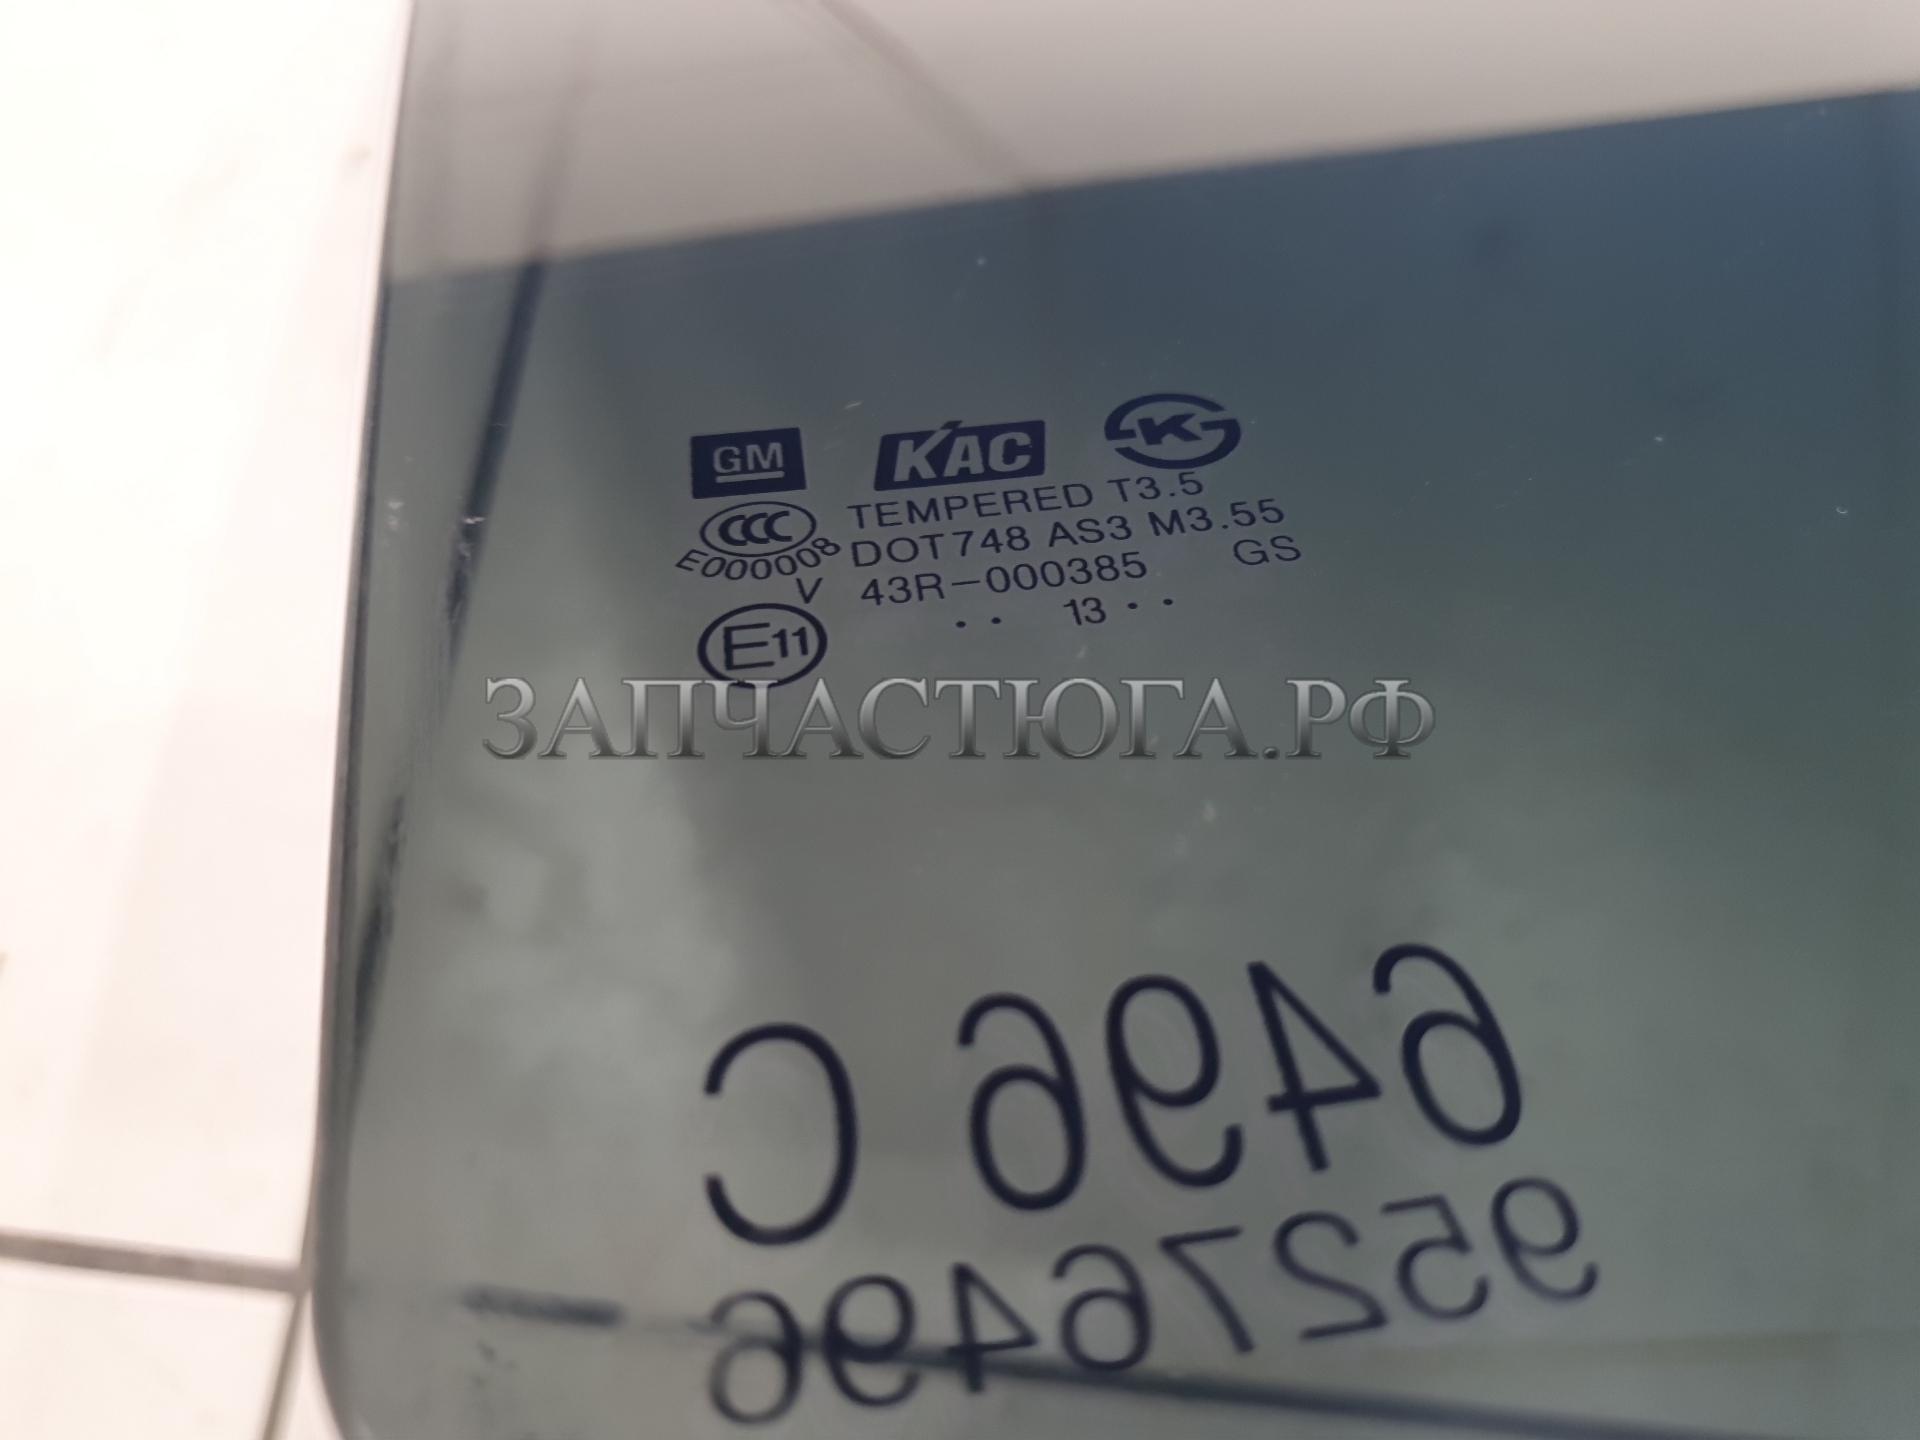 GM KAC K
CCC TEMPERED T3.5
E000008 DOT748 AS3 M3.55
V 43R-000385 GS
E11 .. 13 ..
ЗАПЧАСТЮГА.РФ
6496 C
95276496